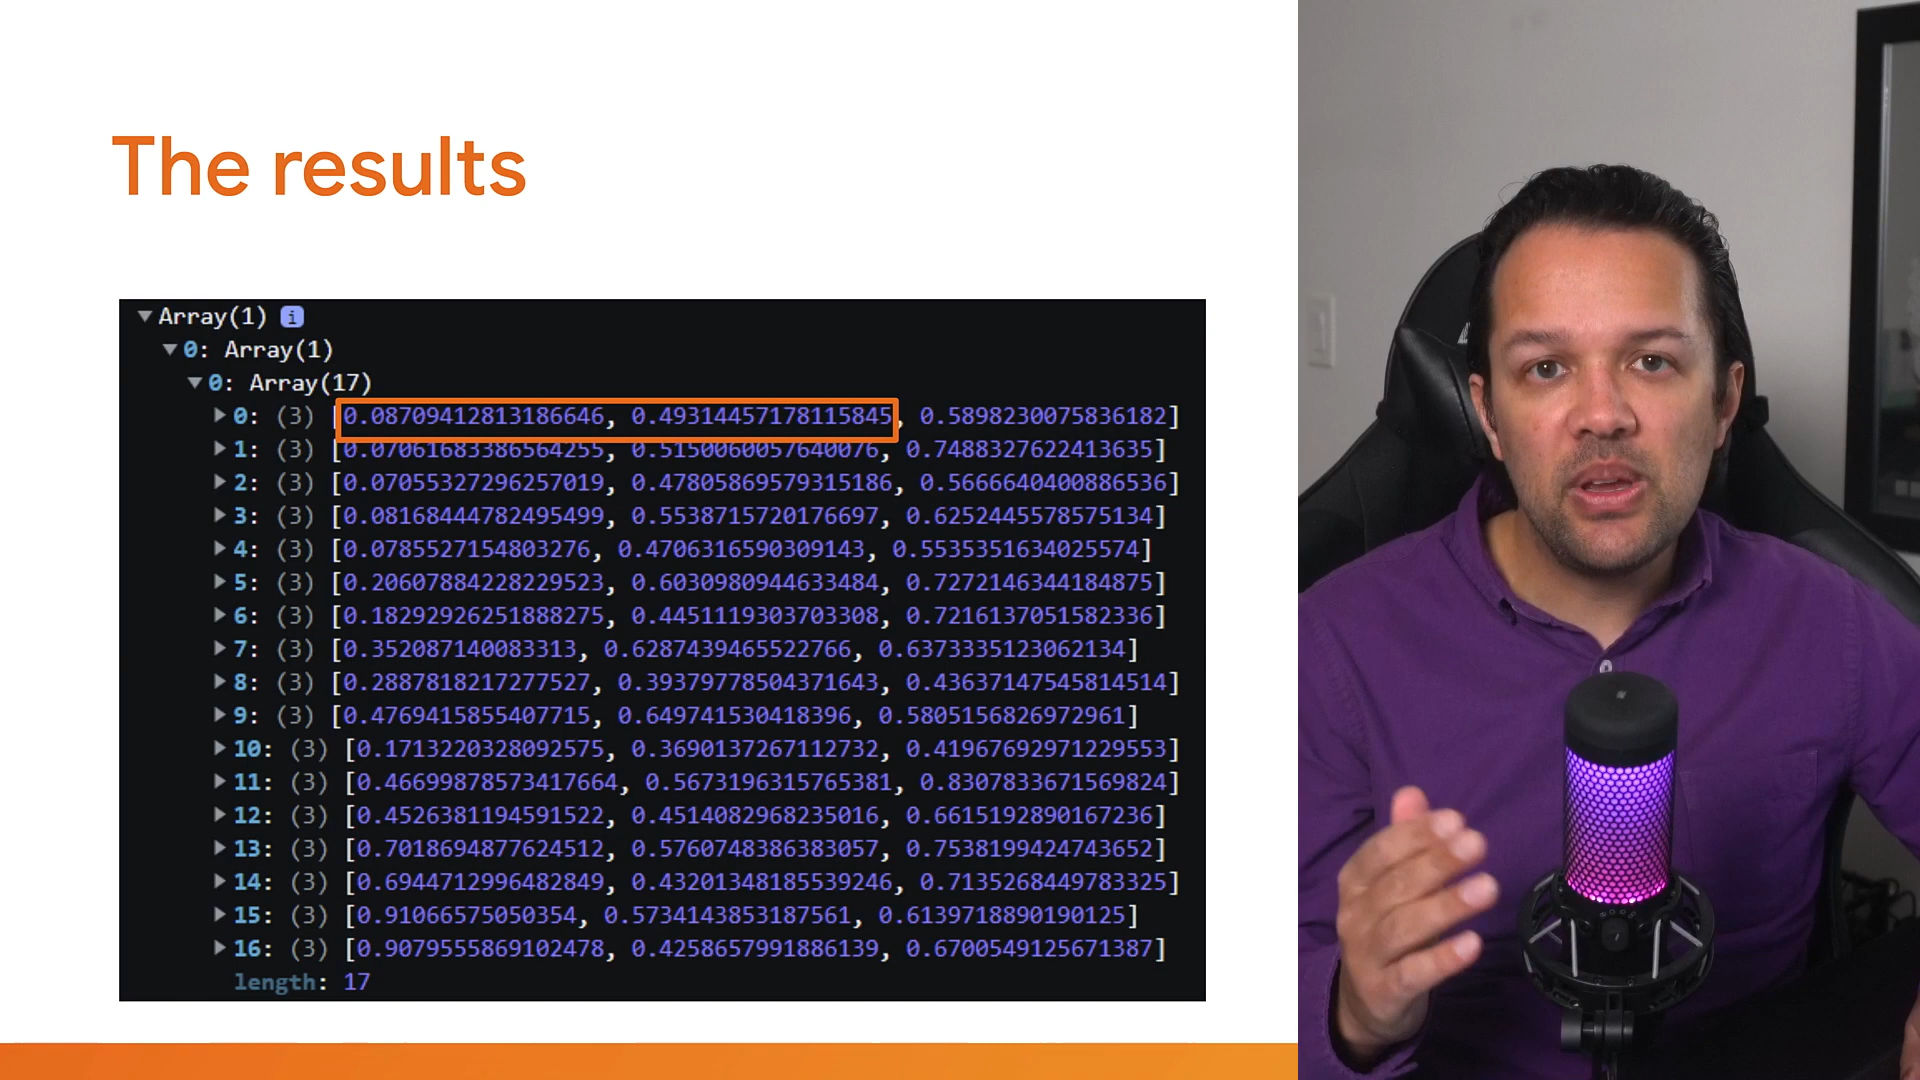 The results
Array(1) i
0: Array(1)
0: Array(17)
0: (3) [0.08709412813186646, 0.49314457178115845, 0.5898230075836182]
1: (3) [0.07061683386564255, 0.5150060057640076, 0.7488327622413635]
2: (3) [0.07055327296257019, 0.47805869579315186, 0.5666640400886536]
3: (3) [0.08168444782495499, 0.5538715720176697, 0.6252445578575134]
4: (3) [0.0785527154803276, 0.4706316590309143, 0.5535351634025574]
5: (3) [0.20607884228229523, 0.6030980944633484, 0.7272146344184875]
6: (3) [0.18292926251888275, 0.4451119303703308, 0.7216137051582336]
7: (3) [0.352087140083313, 0.6287439465522766, 0.6373335123062134]
8: (3) [0.2887818217277527, 0.39379778504371643, 0.43637147545814514]
9: (3) [0.4769415855407715, 0.649741530418396, 0.5805156826972961]
10: (3) [0.1713220328092575, 0.3690137267112732, 0.41967692971229553]
11: (3) [0.46699878573417664, 0.5673196315765381, 0.8307833671569824]
12: (3) [0.4526381194591522, 0.4514082968235016, 0.6615192890167236]
13: (3) [0.7018694877624512, 0.5760748386383057, 0.7538199424743652]
14: (3) [0.6944712996482849, 0.43201348185539246, 0.7135268449783325]
15: (3) [0.91066575050354, 0.5734143853187561, 0.6139718890190125]
16: (3) [0.9079555869102478, 0.4258657991886139, 0.6700549125671387]
length: 17